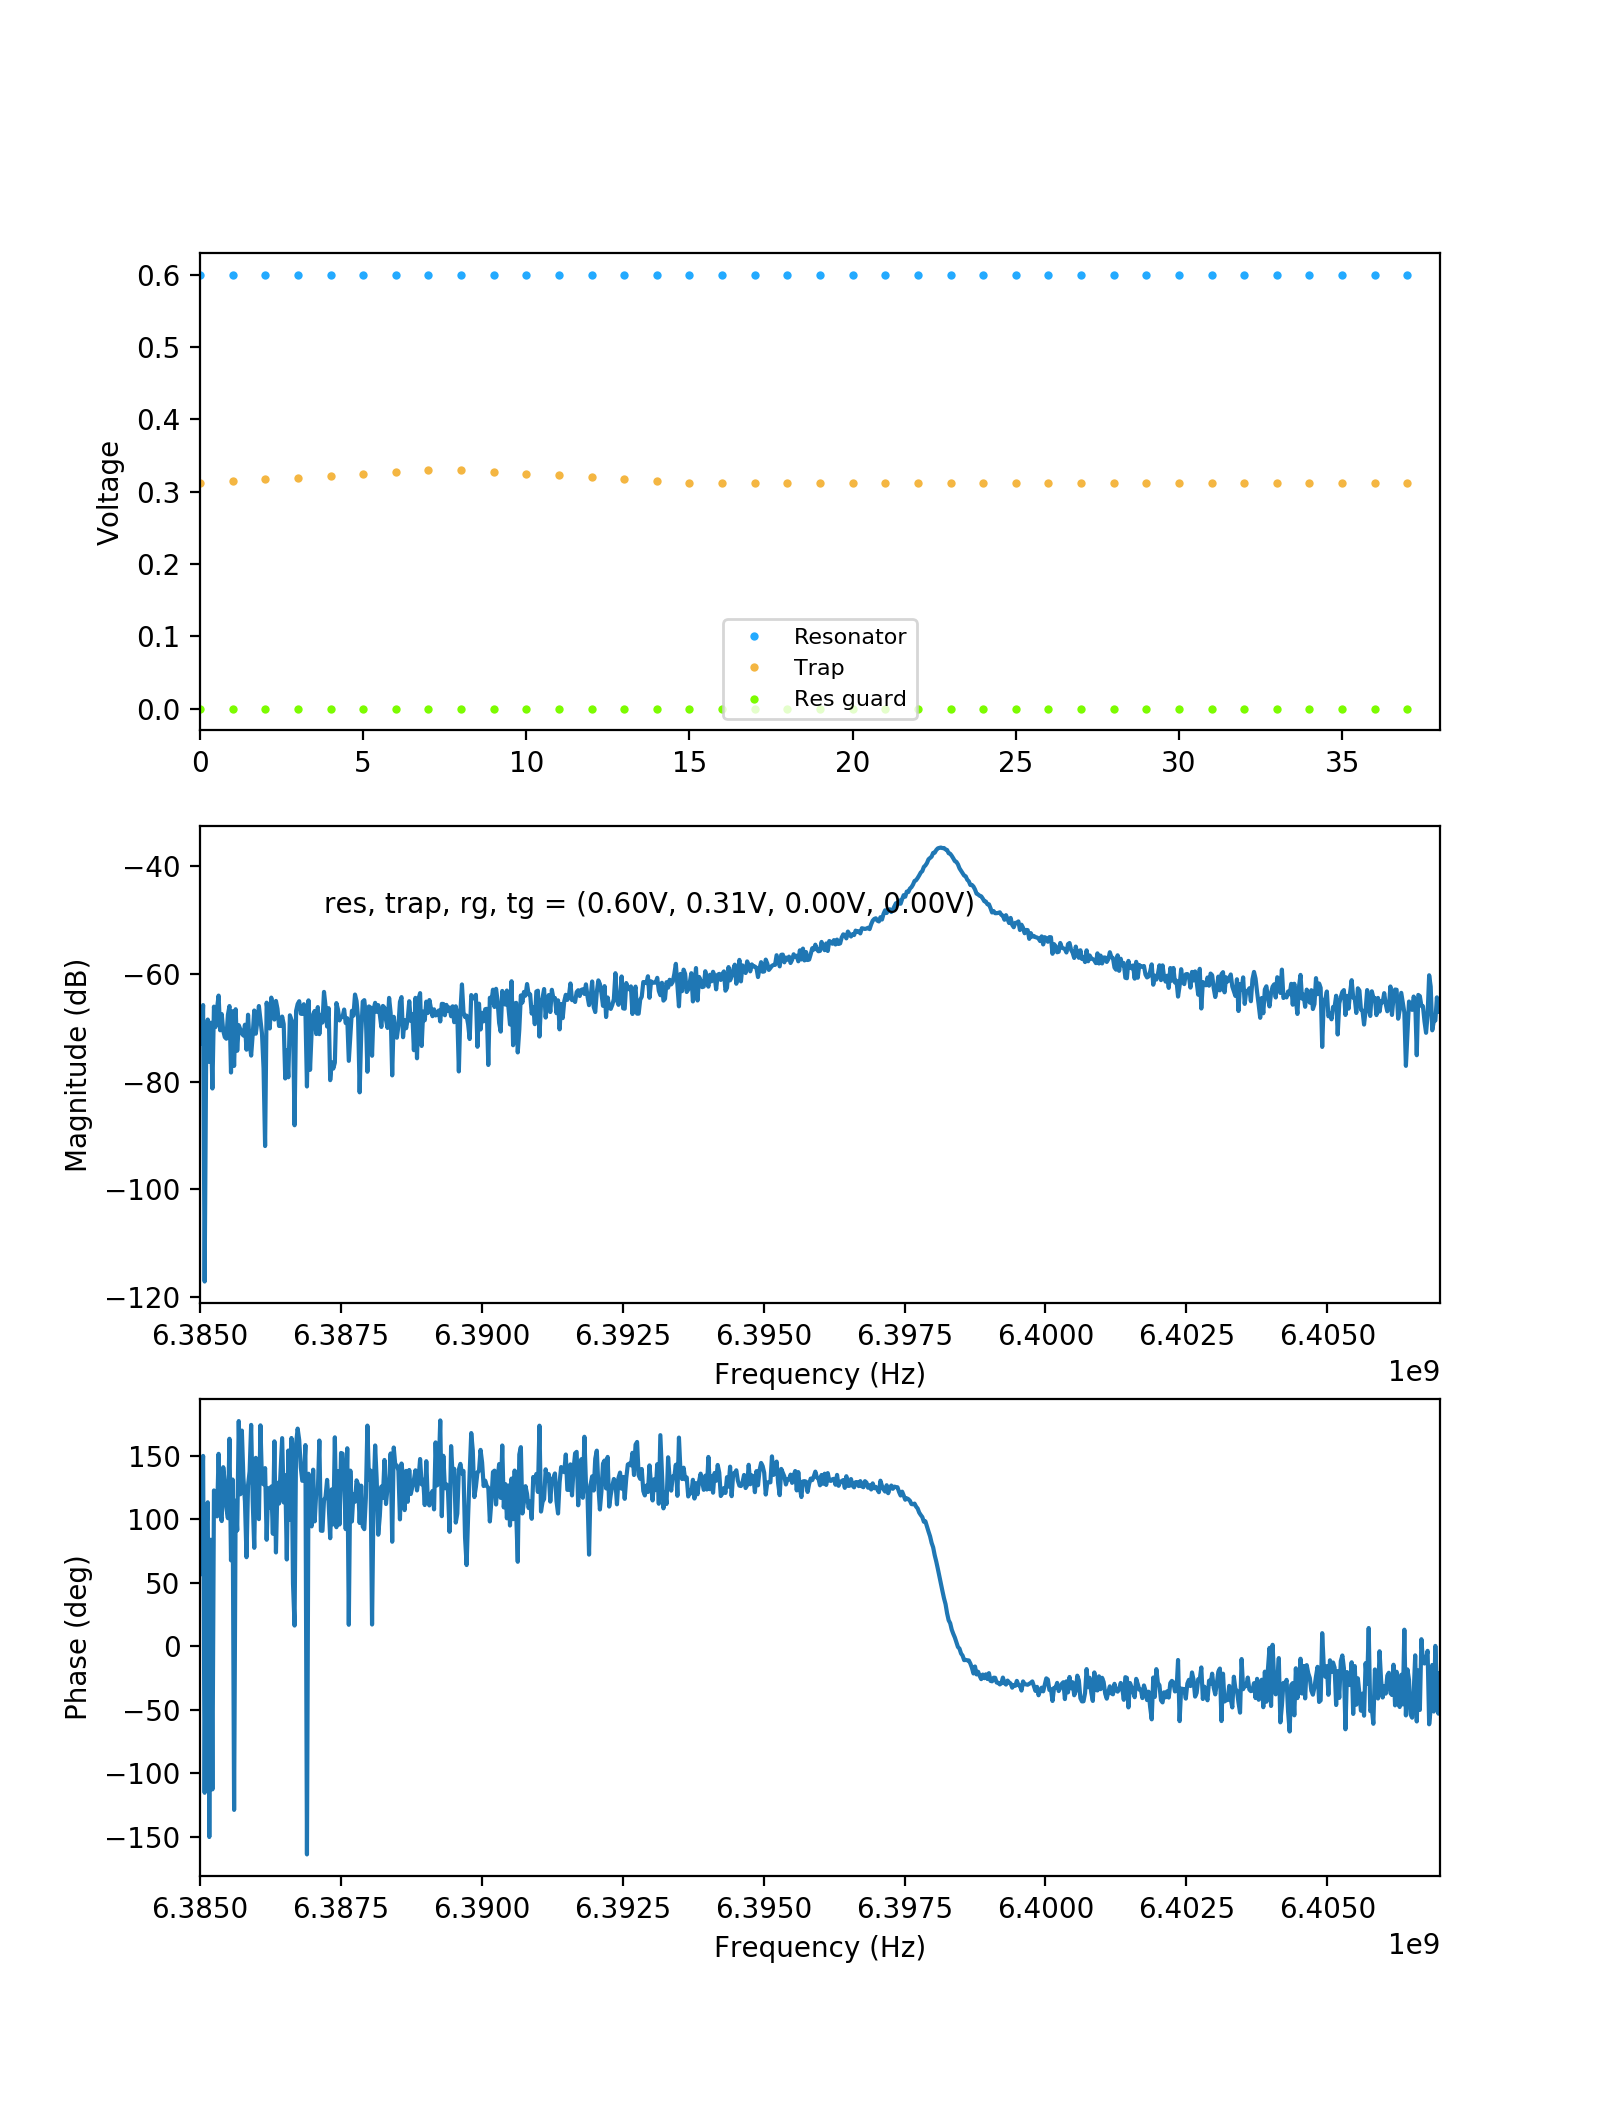 0.6
0.5
0.4
0.3
0.2
0.1
0.0
Voltage
Resonator
Trap
Res guard
0 5 10 15 20 25 30 35
−40
−60
−80
−100
−120
Magnitude (dB)
res, trap, rg, tg = (0.60V, 0.31V, 0.00V, 0.00V)
6.3850 6.3875 6.3900 6.3925 6.3950 6.3975 6.4000 6.4025 6.4050
1e9
Frequency (Hz)
150
100
50
0
−50
−100
−150
Phase (deg)
6.3850 6.3875 6.3900 6.3925 6.3950 6.3975 6.4000 6.4025 6.4050
1e9
Frequency (Hz)